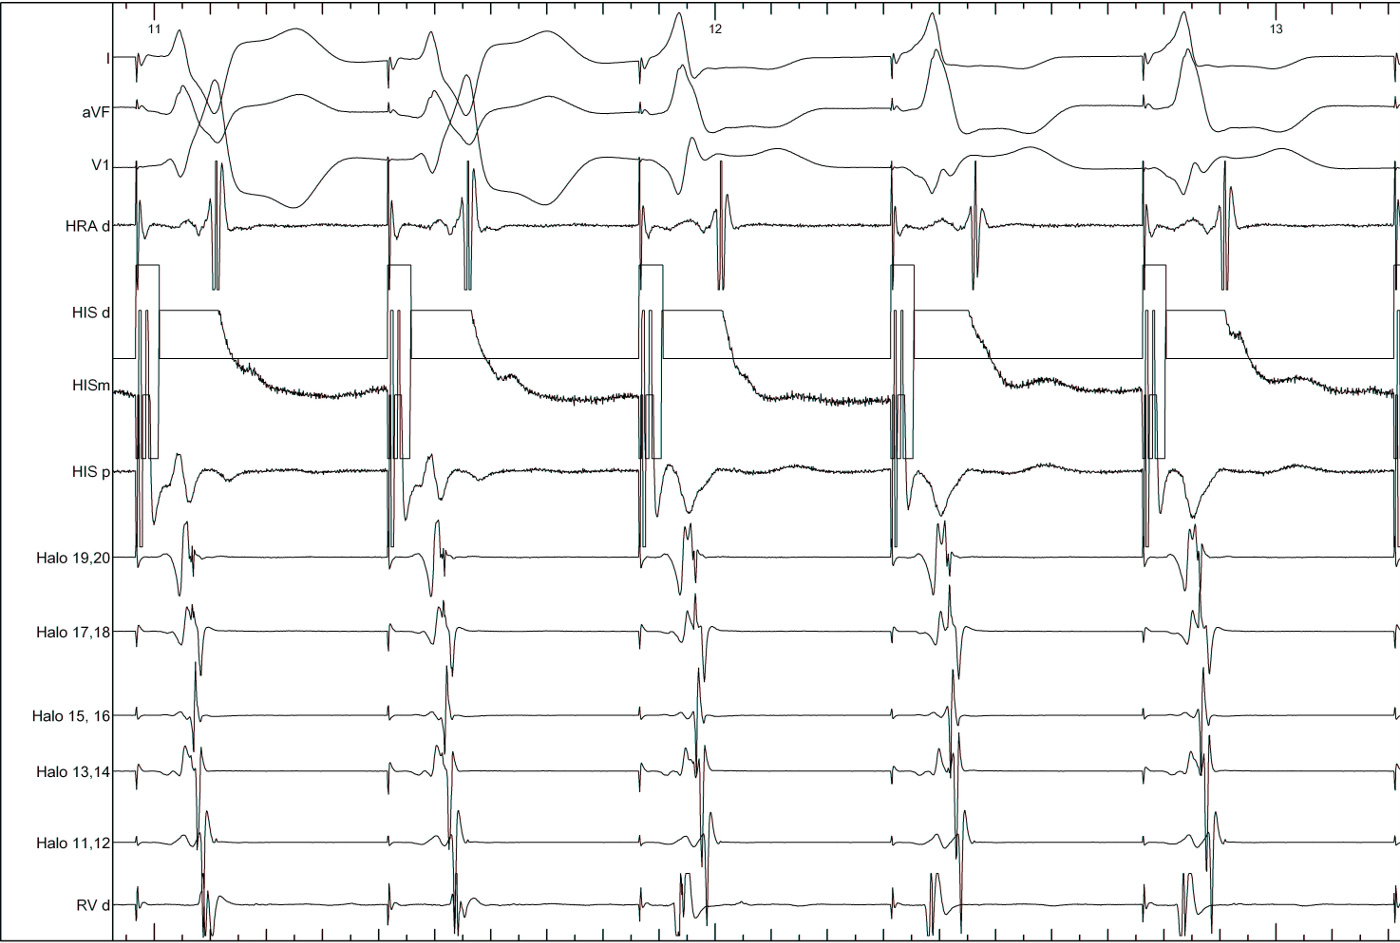 11
12
13
I
aVF
V1
HRA d
HIS d
HISm
HIS p
Halo 19,20
Halo 17,18
Halo 15, 16
Halo 13,14
Halo 11,12
RV d